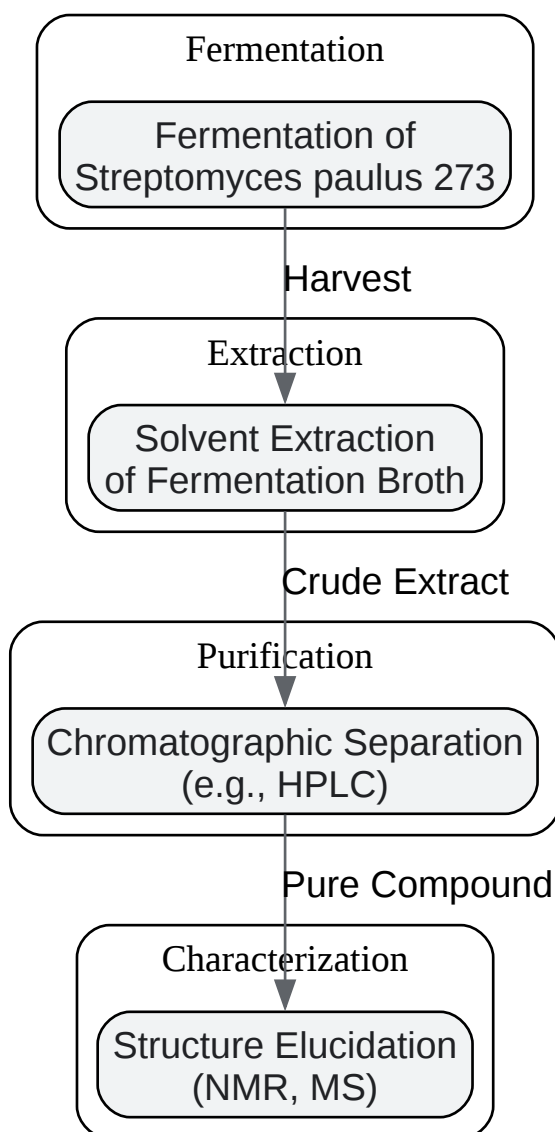 Fermentation
Fermentation of
Streptomyces paulus 273
Harvest
Extraction
Solvent Extraction
of Fermentation Broth
Crude Extract
Purification
Chromatographic Separation
(e.g., HPLC)
Pure Compound
Characterization
Structure Elucidation
(NMR, MS)